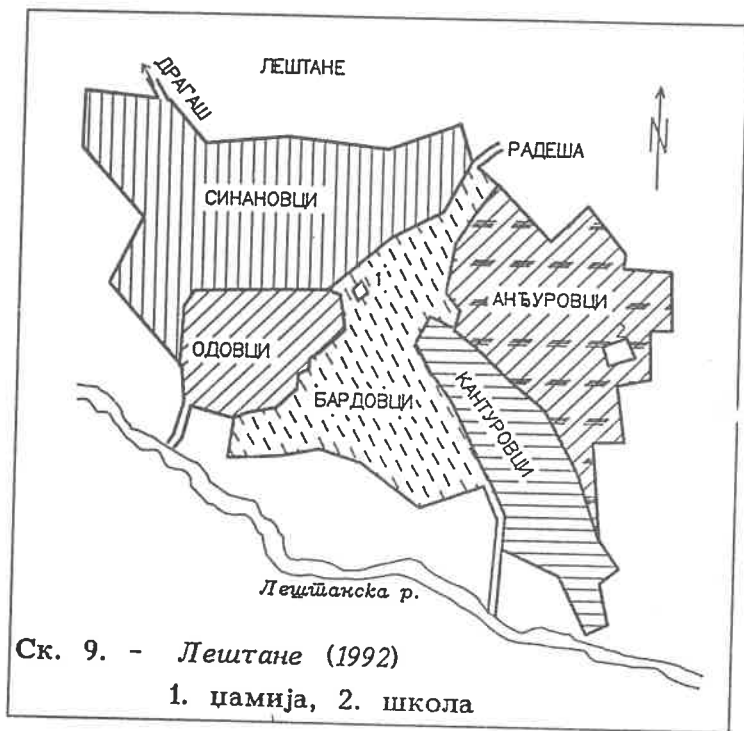 ЛЕШТАНЕ
ДРАГАШ
N
РАДЕША
СИНАНОВЦИ
1
АНЂУРОВЦИ
2
ОДОВЦИ
БАРДОВЦИ
КАНТУРОВЦИ
Лештанска р.
Ск. 9. - Лештане (1992)
1. џамија, 2. школа